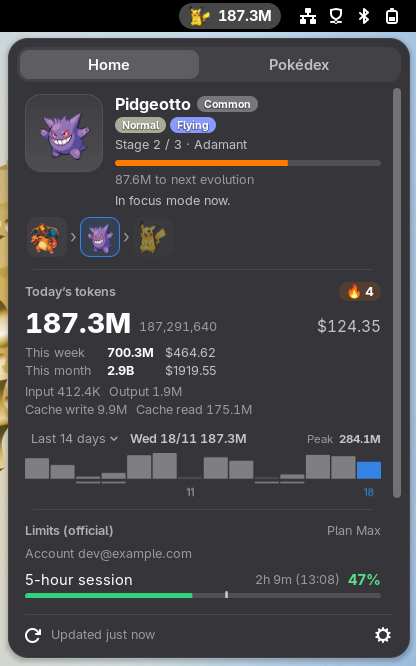 187.3M
Home Pokédex
Pidgeotto Common
Normal Flying
Stage 2 / 3 · Adamant
87.6M to next evolution
In focus mode now.
Today's tokens 🔥 4
187.3M 187,291,640 $124.35
This week 700.3M $464.62
This month 2.9B $1919.55
Input 412.4K Output 1.9M
Cache write 9.9M Cache read 175.1M
Last 14 days Wed 18/11 187.3M Peak 284.1M
11 18
Limits (official) Plan Max
Account dev@example.com
5-hour session 2h 9m (13:08) 47%
Updated just now